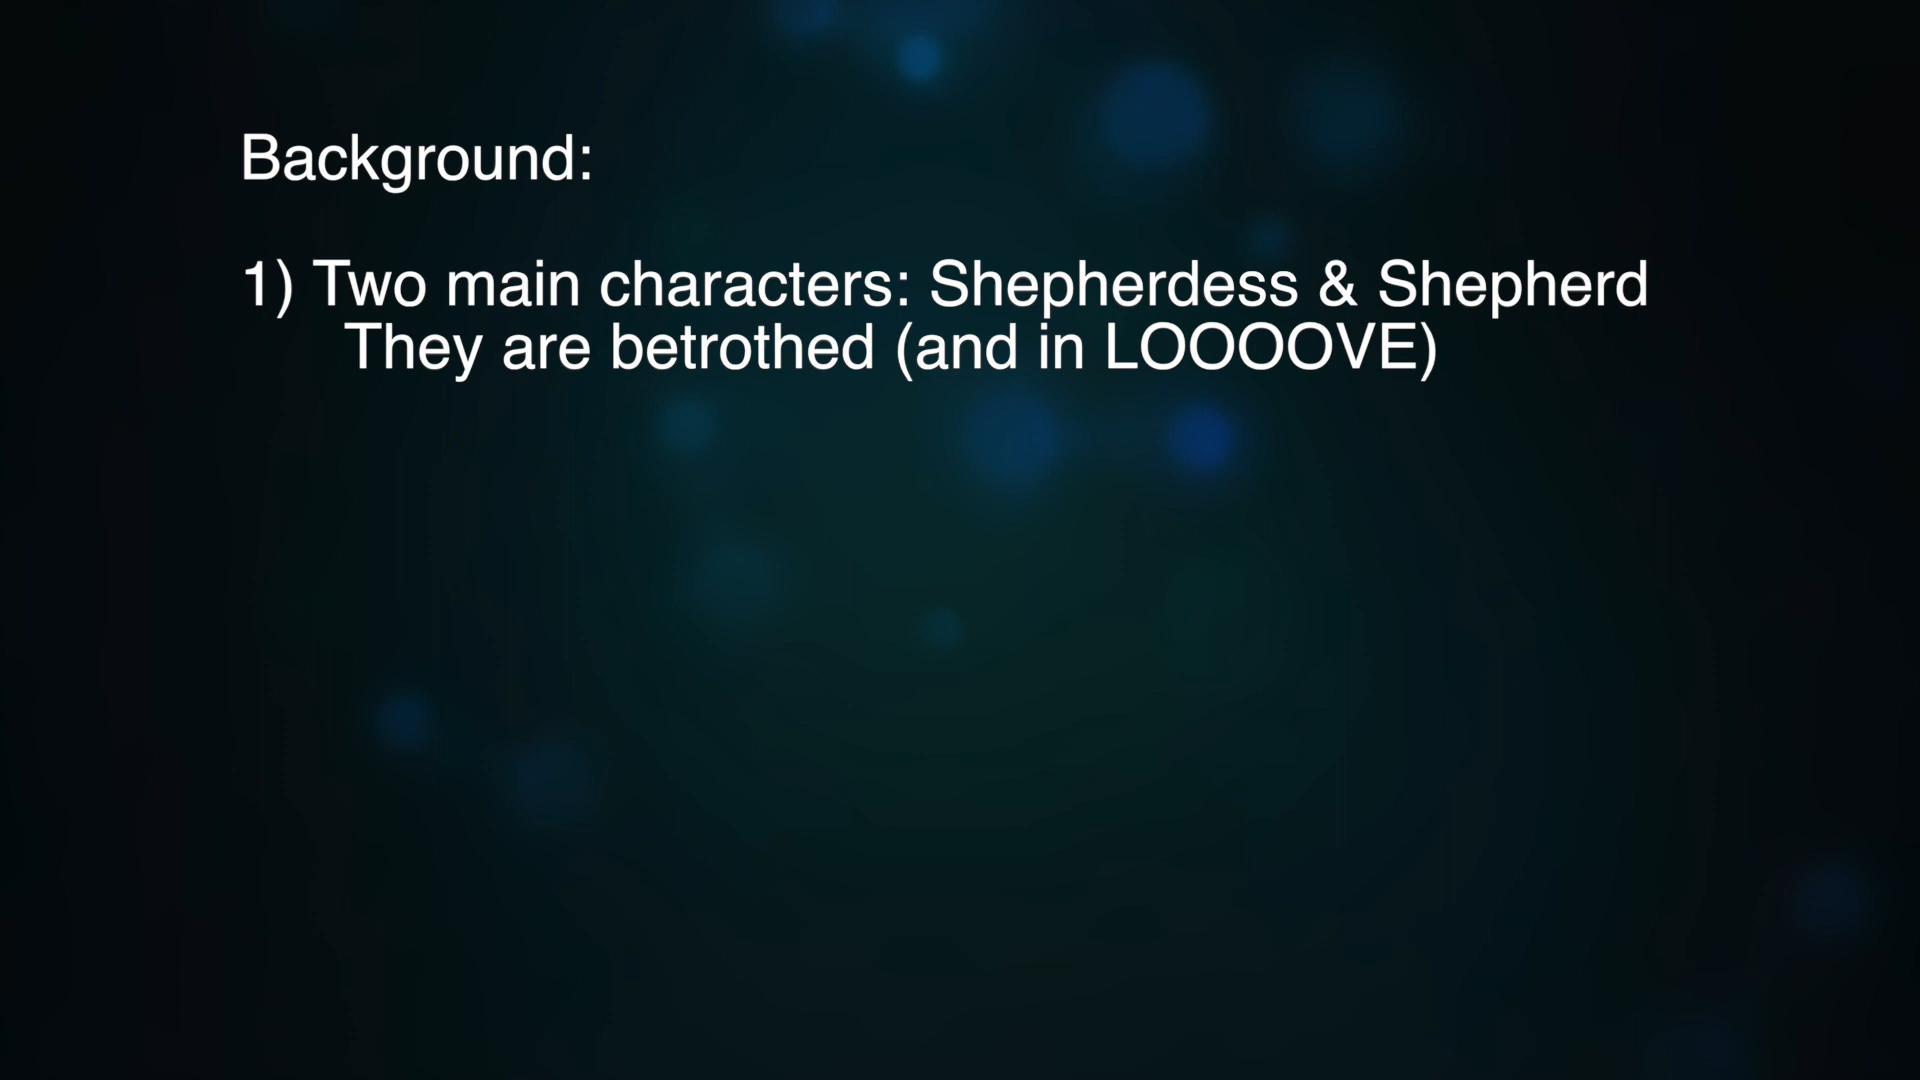 Background:
1) Two main characters: Shepherdess & Shepherd
They are betrothed (and in LOOOOVE)